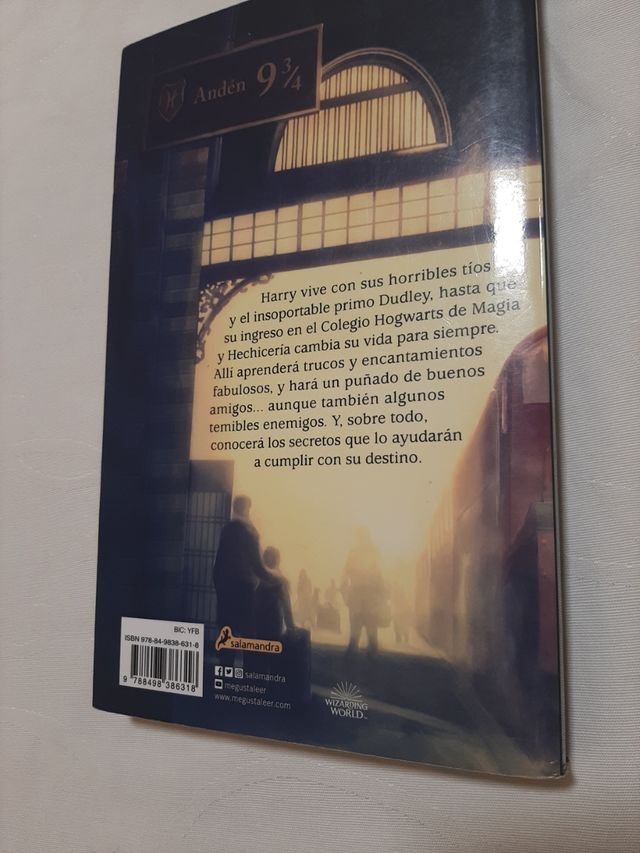 Andén 9 3/4
Harry vive con sus horribles tíos
y el insoportable primo Dudley, hasta que
su ingreso en el Colegio Hogwarts de Magia
y Hechicería cambia su vida para siempre.
Allí aprenderá trucos y encantamientos
fabulosos, y hará un puñado de buenos
amigos... aunque también algunos
temibles enemigos. Y, sobre todo,
conocerá los secretos que lo ayudarán
a cumplir con su destino.
BIC: YFB
ISBN 978-84-9838-631-8
9 788498 386318
salamandra
salamandra
megustaleer
www.megustaleer.com
WIZARDING
WORLD™